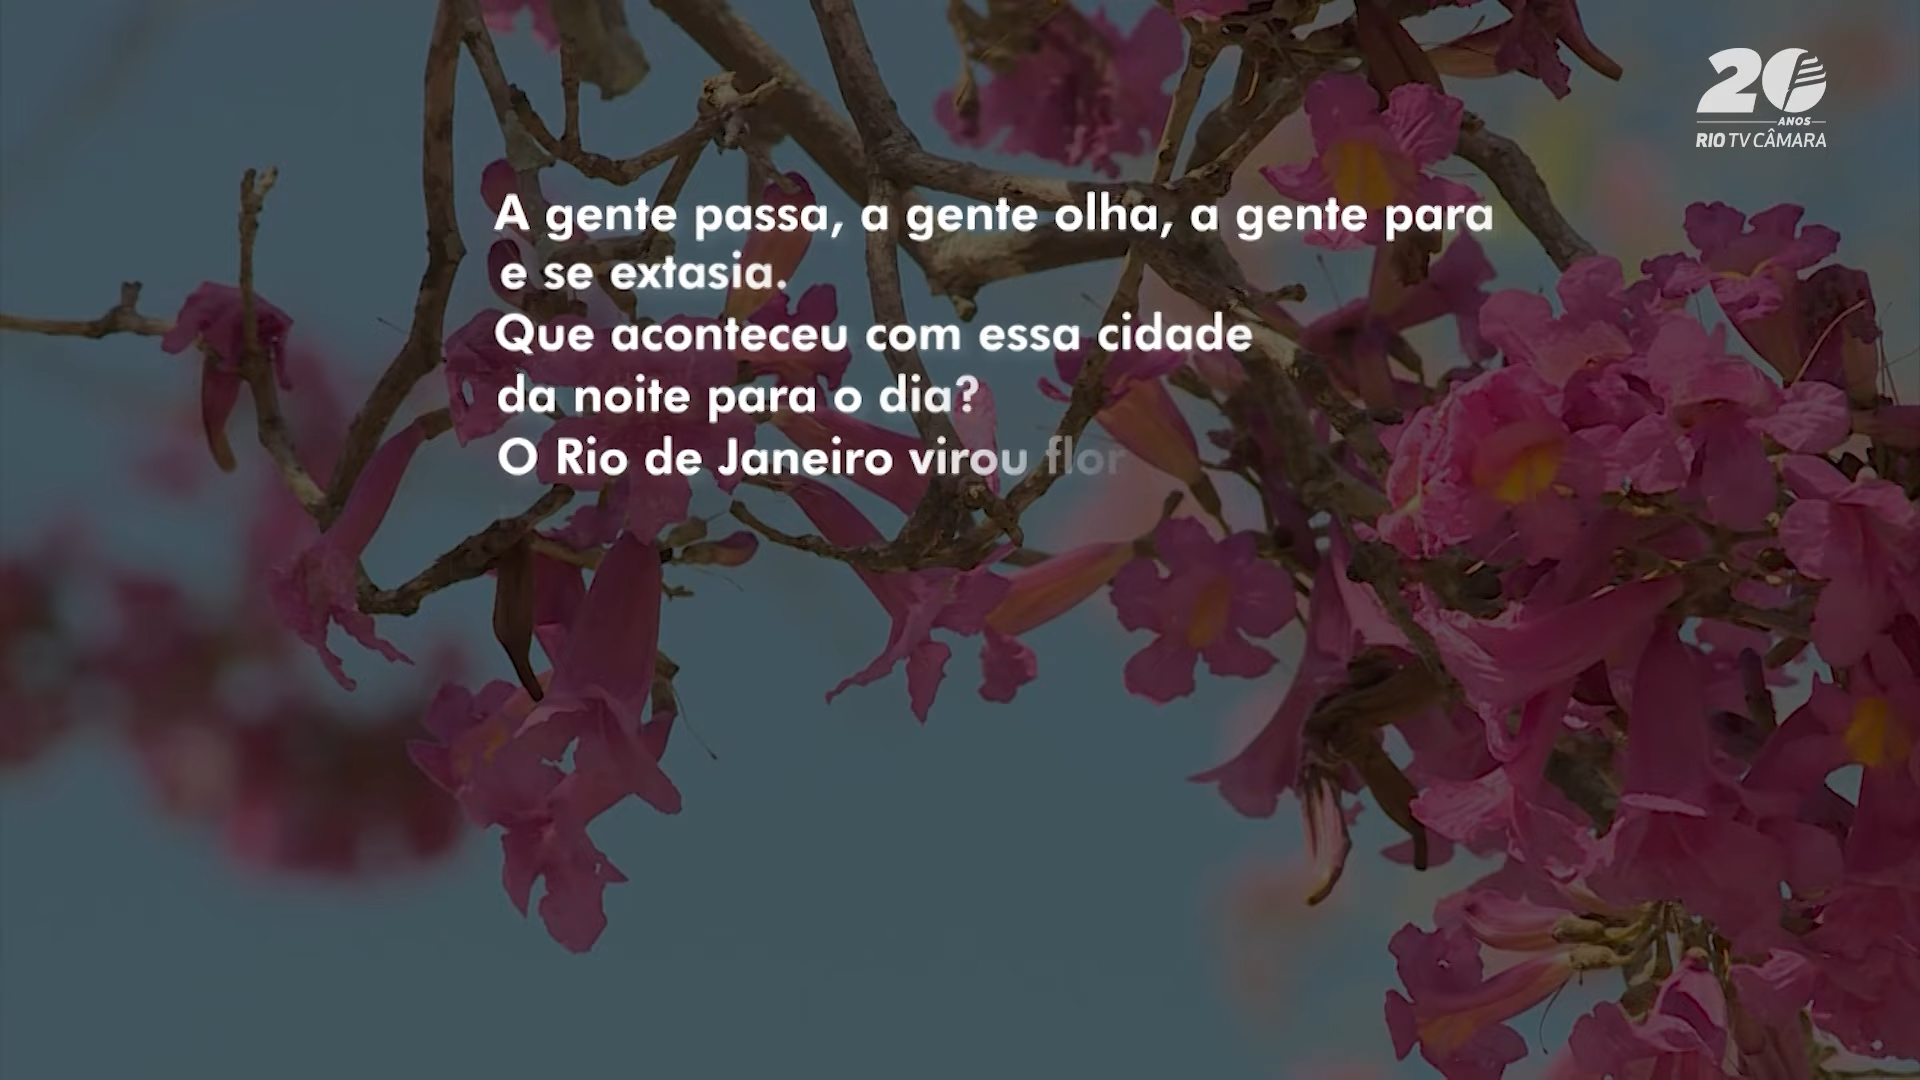 20
ANOS
RIO TV CÂMARA
A gente passa, a gente olha, a gente para
e se extasia.
Que aconteceu com essa cidade
da noite para o dia?
O Rio de Janeiro virou flor